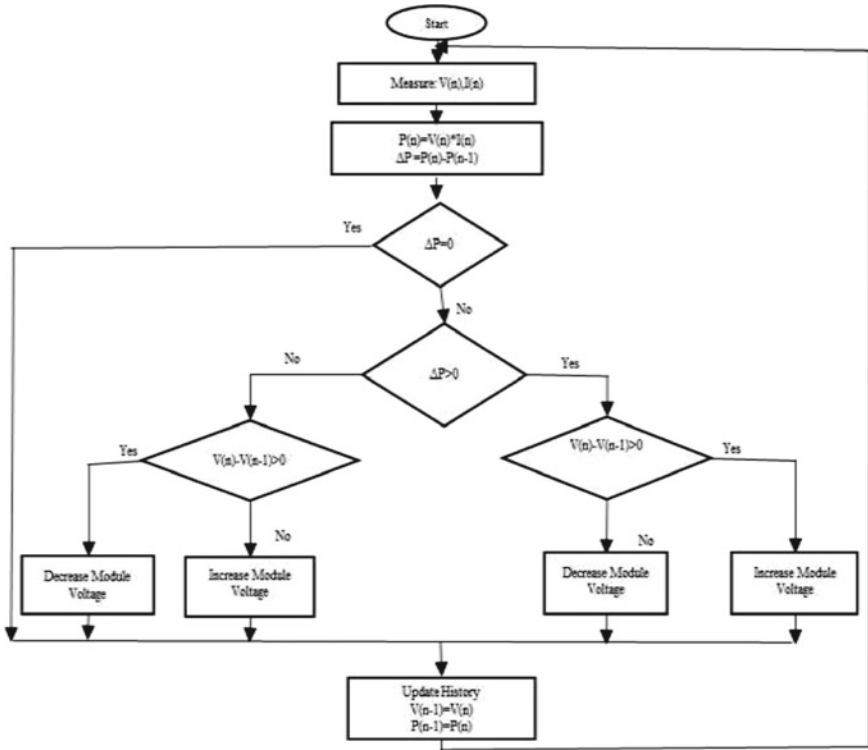 Start
Measure: V(n),I(n)
P(n)=V(n)*I(n)
ΔP=P(n)-P(n-1)
Yes
ΔP=0
No
No
ΔP>0
Yes
Yes
V(n)-V(n-1)>0
V(n)-V(n-1)>0
Yes
No
No
Decrease Module
Voltage
Increase Module
Voltage
Decrease Module
Voltage
Increase Module
Voltage
Update History
V(n-1)=V(n)
P(n-1)=P(n)